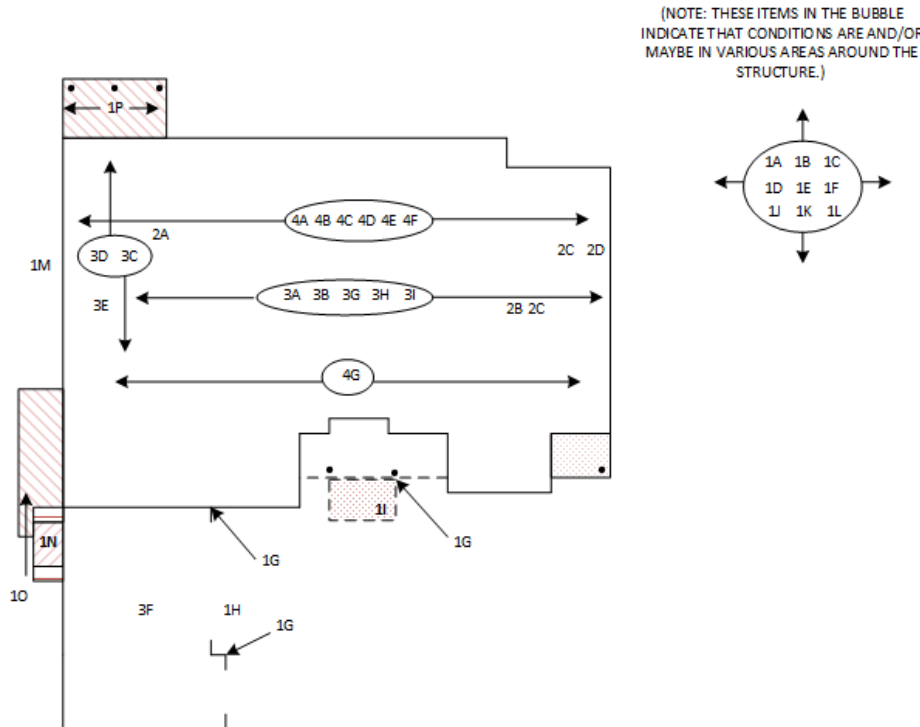 (NOTE: THESE ITEMS IN THE BUBBLE
INDICATE THAT CONDITIONS ARE AND/OR
MAYBE IN VARIOUS AREAS AROUND THE
STRUCTURE.)
1P
1A 1B 1C
1D 1E 1F
1J 1K 1L
4A 4B 4C 4D 4E 4F
2A
2C 2D
3D 3C
1M
3A 3B 3G 3H 3I
3E
2B 2C
4G
1I
1N
1G
1G
1O
3F 1H
1G